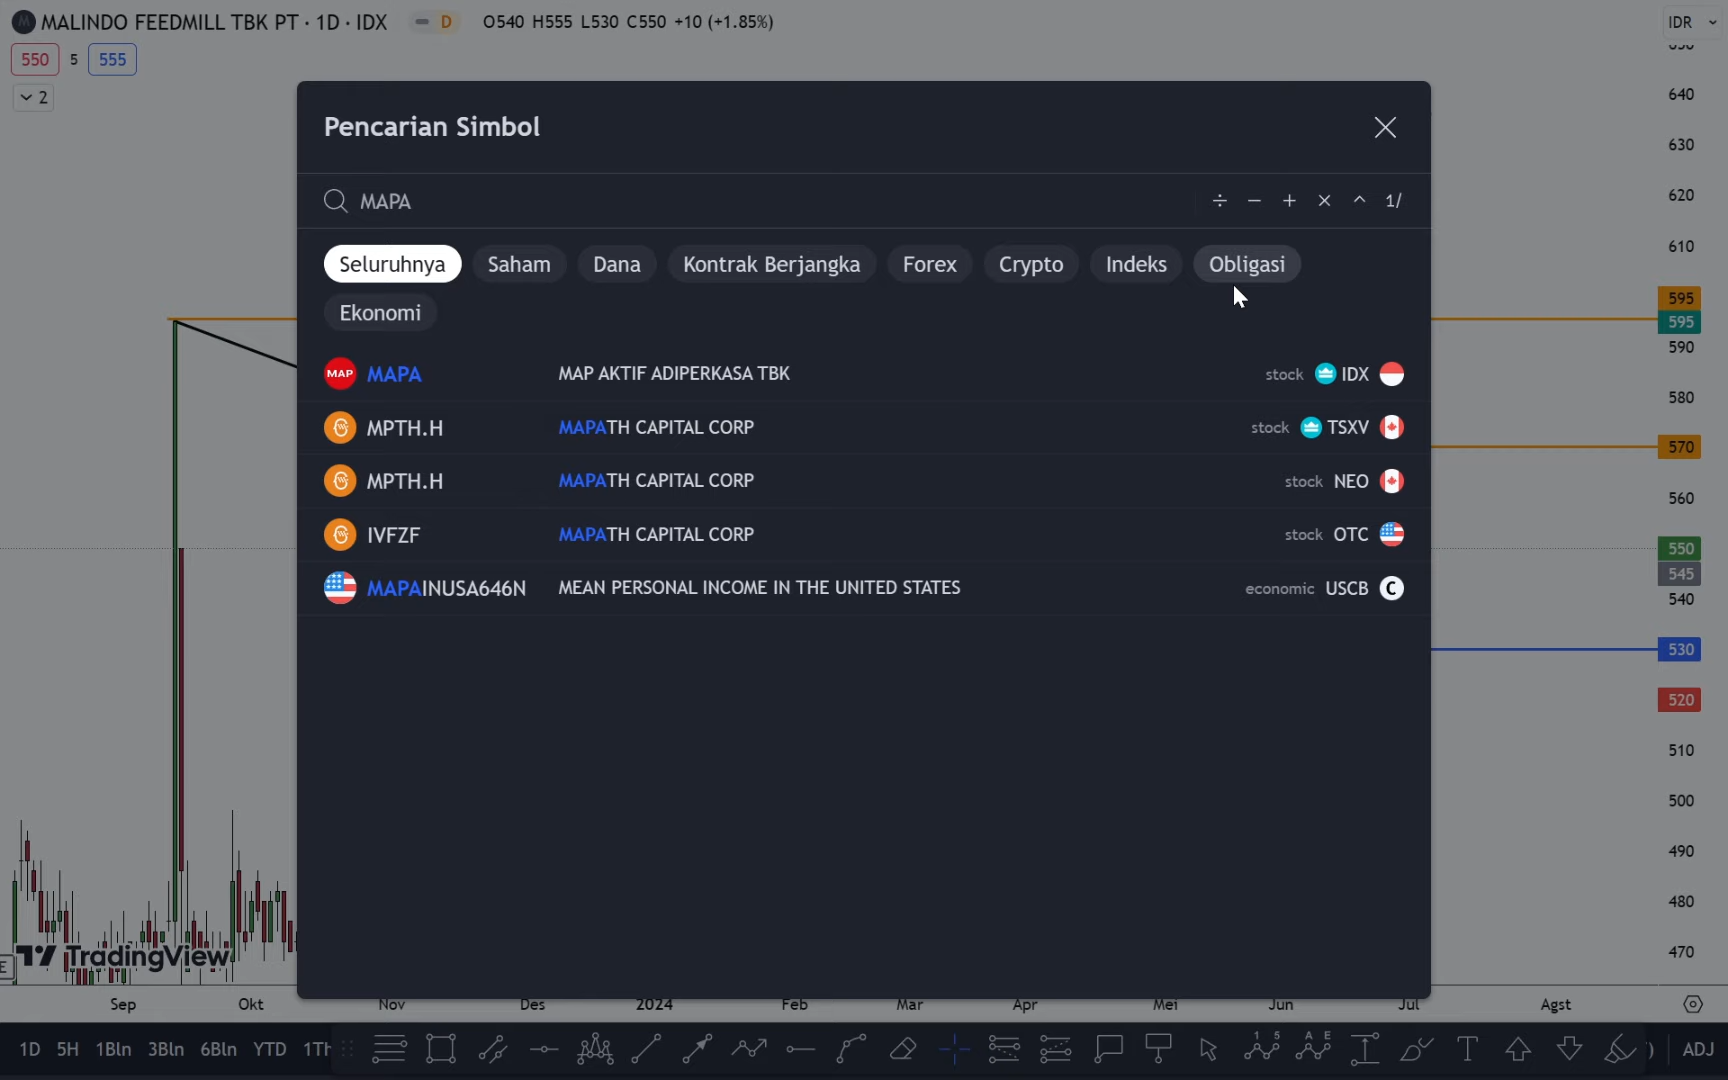 MALINDO FEEDMILL TBK PT · 1D · IDX D O540 H555 L530 C550 +10 (+1.85%) IDR
550 5 555
2
Pencarian Simbol
MAPA ÷ − + × ^ 1/
Seluruhnya Saham Dana Kontrak Berjangka Forex Crypto Indeks Obligasi
Ekonomi
MAP MAPA MAP AKTIF ADIPERKASA TBK stock IDX
MPTH.H MAPATH CAPITAL CORP stock TSXV
MPTH.H MAPATH CAPITAL CORP stock NEO
IVFZF MAPATH CAPITAL CORP stock OTC
MAPAINUSA646N MEAN PERSONAL INCOME IN THE UNITED STATES economic USCB C
640
630
620
610
595
595
590
580
570
560
550
545
540
530
520
510
500
490
480
470
TradingView
E
Sep Okt Nov Des 2024 Feb Mar Apr Mei Jun Jul Agst
1D 5H 1Bln 3Bln 6Bln YTD 1Th ADJ